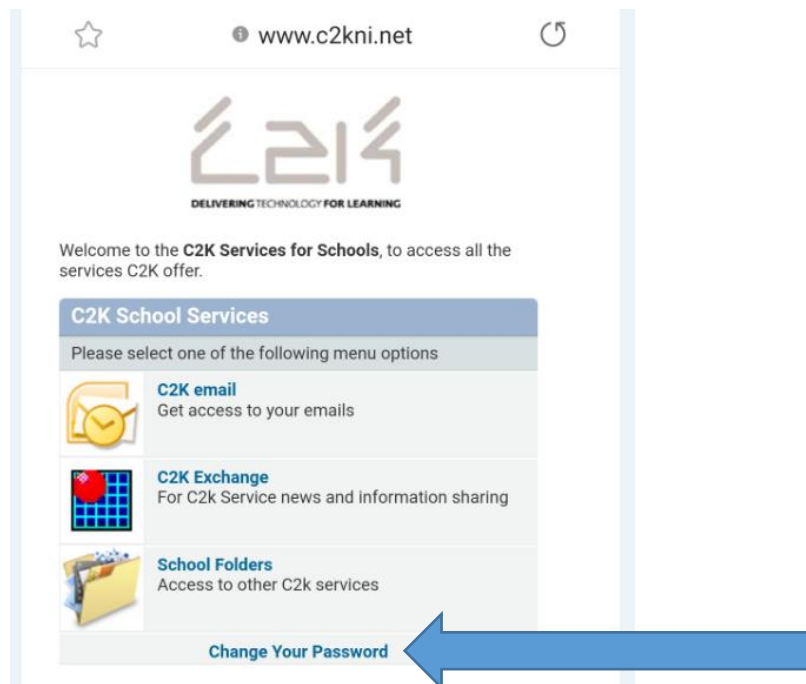 www.c2kni.net
C2K
DELIVERING TECHNOLOGY FOR LEARNING
Welcome to the C2K Services for Schools, to access all the
services C2K offer.
C2K School Services
Please select one of the following menu options
C2K email
Get access to your emails
C2K Exchange
For C2k Service news and information sharing
School Folders
Access to other C2k services
Change Your Password